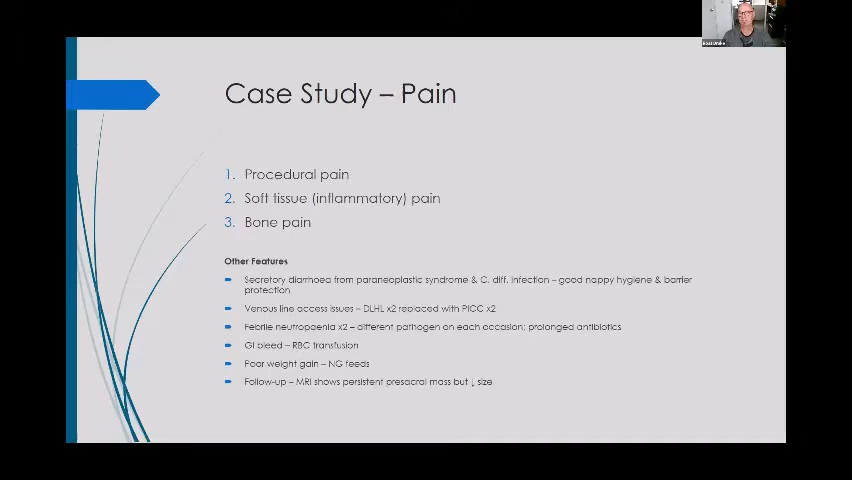 Ross Drake
Case Study – Pain
1. Procedural pain
2. Soft tissue (inflammatory) pain
3. Bone pain
Other Features
Secretory diarrhoea from paraneoplastic syndrome & C. diff. infection – good nappy hygiene & barrier
protection
Venous line access issues – DLHL x2 replaced with PICC x2
Febrile neutropaenia x2 – different pathogen on each occasion; prolonged antibiotics
GI bleed – RBC transfusion
Poor weight gain – NG feeds
Follow-up – MRI shows persistent presacral mass but ↓ size